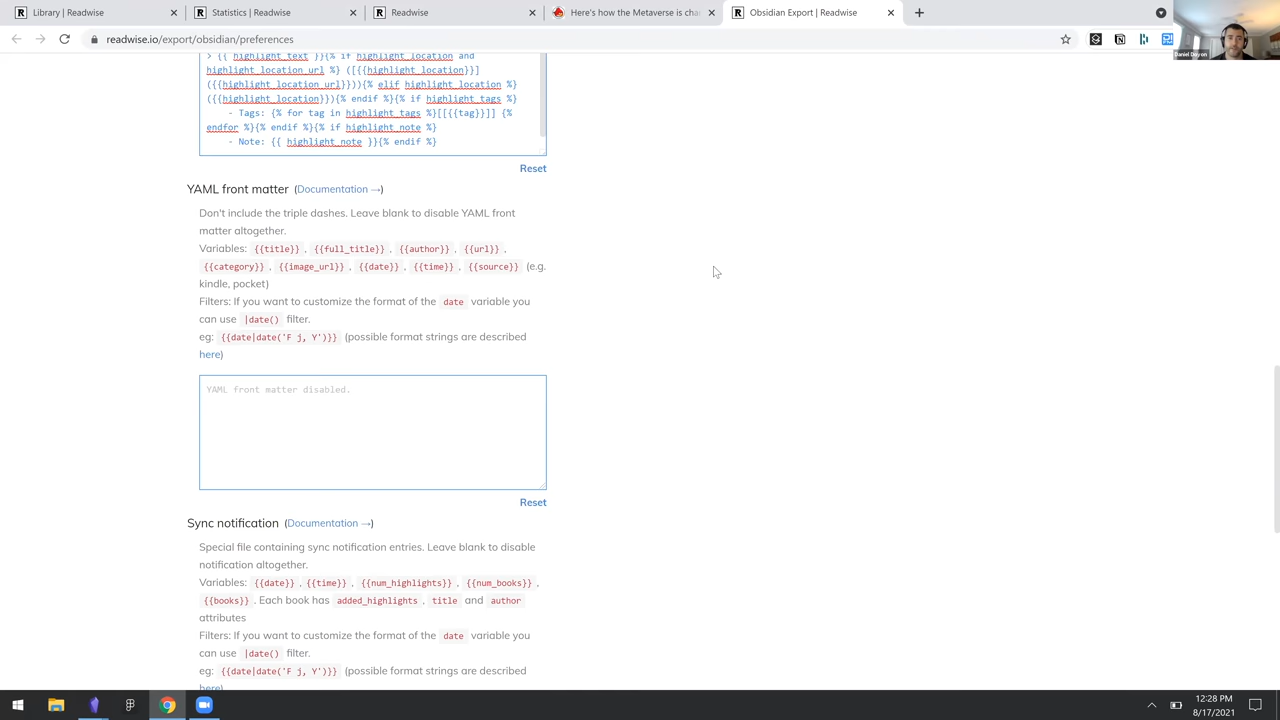 Library | Readwise
Statistics | Readwise
Readwise
Here's how the Metaverse is cha
Obsidian Export | Readwise
readwise.io/export/obsidian/preferences
Daniel Doyon
> {{ highlight_text }}{% if highlight_location and
highlight_location_url %} ([{{highlight_location}}]
({{highlight_location_url}})){% elif highlight_location %}
({{highlight_location}}){% endif %}{% if highlight_tags %}
- Tags: {% for tag in highlight_tags %}[[{{tag}}]] {%
endfor %}{% endif %}{% if highlight_note %}
- Note: {{ highlight_note }}{% endif %}
Reset
YAML front matter (Documentation →)
Don't include the triple dashes. Leave blank to disable YAML front
matter altogether.
Variables: {{title}} , {{full_title}} , {{author}} , {{url}} ,
{{category}} , {{image_url}} , {{date}} , {{time}} , {{source}} (e.g.
kindle, pocket)
Filters: If you want to customize the format of the date variable you
can use |date() filter.
eg: {{date|date('F j, Y')}} (possible format strings are described
here)
YAML front matter disabled.
Reset
Sync notification (Documentation →)
Special file containing sync notification entries. Leave blank to disable
notification altogether.
Variables: {{date}} , {{time}} , {{num_highlights}} , {{num_books}} ,
{{books}} . Each book has added_highlights , title and author
attributes
Filters: If you want to customize the format of the date variable you
can use |date() filter.
eg: {{date|date('F j, Y')}} (possible format strings are described
here)
12:28 PM
8/17/2021